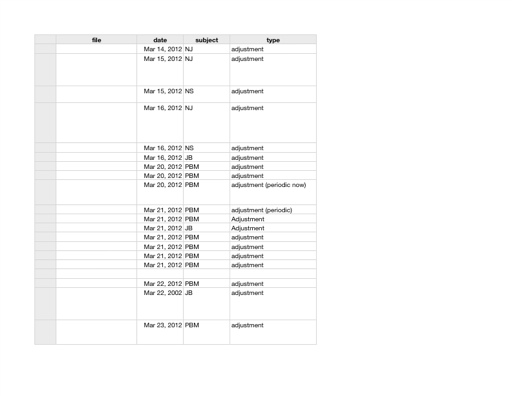 file date subject type
Mar 14, 2012 NJ adjustment
Mar 15, 2012 NJ adjustment
Mar 15, 2012 NS adjustment
Mar 16, 2012 NJ adjustment
Mar 16, 2012 NS adjustment
Mar 16, 2012 JB adjustment
Mar 20, 2012 PBM adjustment
Mar 20, 2012 PBM adjustment
Mar 20, 2012 PBM adjustment (periodic now)
Mar 21, 2012 PBM adjustment (periodic)
Mar 21, 2012 PBM Adjustment
Mar 21, 2012 JB Adjustment
Mar 21, 2012 PBM adjustment
Mar 21, 2012 PBM adjustment
Mar 21, 2012 PBM adjustment
Mar 21, 2012 PBM adjustment
Mar 22, 2012 PBM adjustment
Mar 22, 2002 JB adjustment
Mar 23, 2012 PBM adjustment